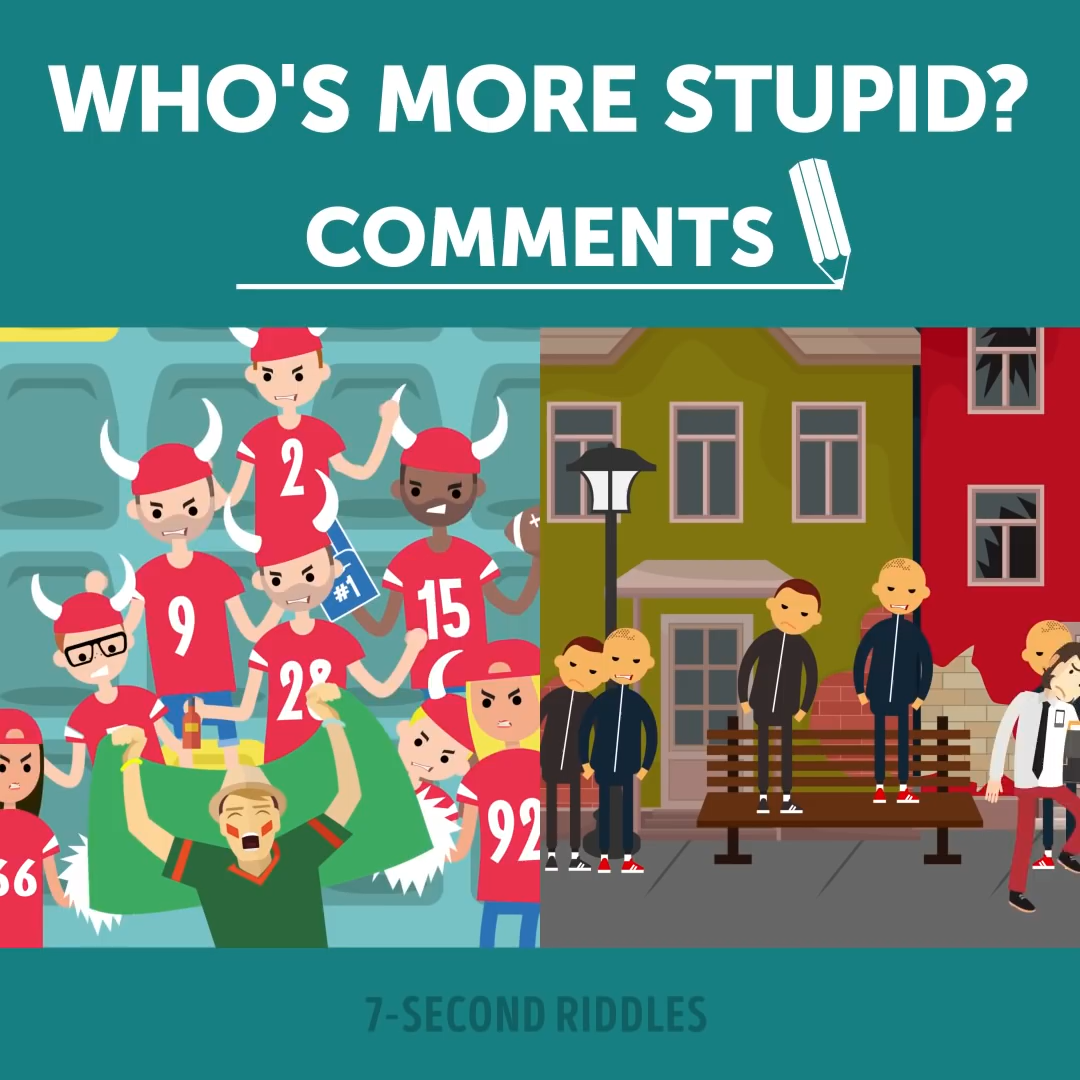 WHO'S MORE STUPID?
COMMENTS
2
9
#1
15
28
92
66
7-SECOND RIDDLES